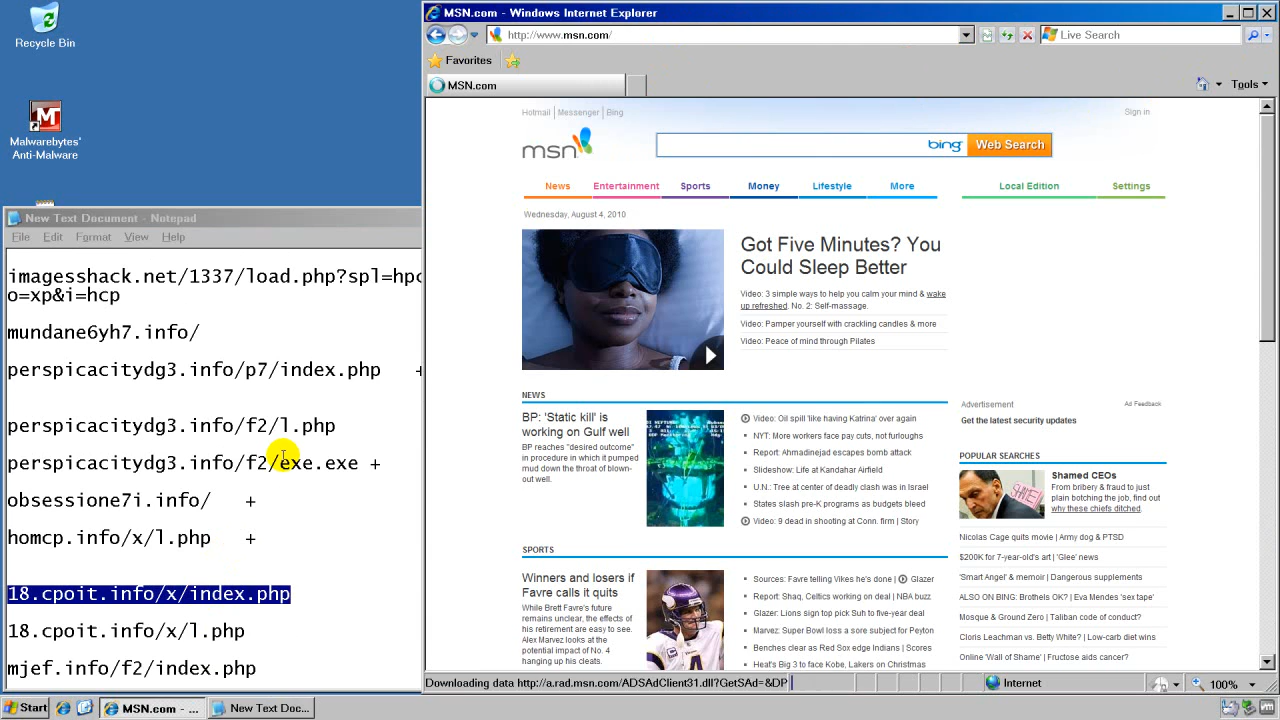 Recycle Bin
Malwarebytes'
Anti-Malware
New Text Document - Notepad
File Edit Format View Help
imagesshack.net/1337/load.php?spl=hpc
o=xp&i=hcp
mundane6yh7.info/
perspicacitydg3.info/p7/index.php +
perspicacitydg3.info/f2/l.php
perspicacitydg3.info/f2/exe.exe +
obsessione7i.info/ +
homcp.info/x/l.php +
18.cpoit.info/x/index.php
18.cpoit.info/x/l.php
mjef.info/f2/index.php
MSN.com - Windows Internet Explorer
http://www.msn.com/
Live Search
Favorites
MSN.com
Tools
Hotmail | Messenger | Bing
Sign in
msn
bing Web Search
News Entertainment Sports Money Lifestyle More Local Edition Settings
Wednesday, August 4, 2010
Got Five Minutes? You
Could Sleep Better
Video: 3 simple ways to help you calm your mind & wake
up refreshed. No. 2: Self-massage.
Video: Pamper yourself with crackling candles & more
Video: Peace of mind through Pilates
NEWS
BP: 'Static kill' is
working on Gulf well
BP reaches "desired outcome"
in procedure in which it pumped
mud down the throat of blown-
out well.
Video: Oil spill 'like having Katrina' over again
NYT: More workers face pay cuts, not furloughs
Report: Ahmadinejad escapes bomb attack
Slideshow: Life at Kandahar Airfield
U.N.: Tree at center of deadly clash was in Israel
States slash pre-K programs as budgets bleed
Video: 9 dead in shooting at Conn. firm | Story
SPORTS
Winners and losers if
Favre calls it quits
While Brett Favre's future
remains unclear, the effects of
his retirement are easy to see.
Alex Marvez looks at the
potential impact of No. 4
hanging up his cleats.
Sources: Favre telling Vikes he's done | Glazer
Report: Shaq, Celtics working on deal | NBA buzz
Glazer: Lions sign top pick Suh to five-year deal
Marvez: Super Bowl also a sore subject for Peyton
Benches clear as Red Sox edge Indians | Scores
Heat's Big 3 to face Kobe, Lakers on Christmas
Advertisement
Ad Feedback
Get the latest security updates
POPULAR SEARCHES
SHAME!
Shamed CEOs
From bribery & fraud to just
plain botching the job, find out
why these chiefs ditched.
Nicolas Cage quits movie | Army dog & PTSD
$200K for 7-year-old's art | 'Glee' news
'Smart Angel' & memoir | Dangerous supplements
ALSO ON BING: Brothels OK? | Eva Mendes 'sex tape'
Mosque & Ground Zero | Taliban code of conduct?
Cloris Leachman vs. Betty White? | Low-carb diet wins
Online 'Wall of Shame' | Fructose aids cancer?
Downloading data http://a.rad.msn.com/ADSAdClient31.dll?GetSAd=&DP
Internet
100%
Start
MSN.com - ...
New Text Doc...